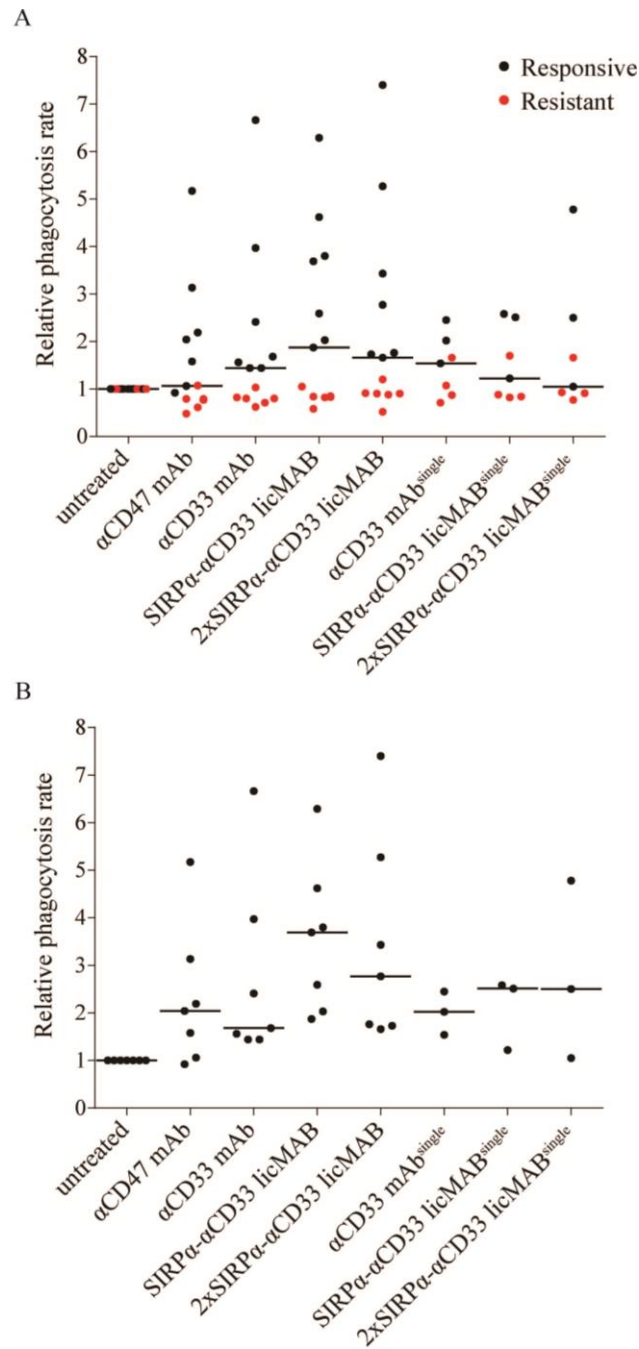 A
Relative phagocytosis rate
8
7
6
5
4
3
2
1
0
Responsive
Resistant
untreated
αCD47 mAb
αCD33 mAb
SIRPα-αCD33 licMAB
2xSIRPα-αCD33 licMAB
αCD33 mAbsingle
SIRPα-αCD33 licMABsingle
2xSIRPα-αCD33 licMABsingle
B
Relative phagocytosis rate
8
7
6
5
4
3
2
1
0
untreated
αCD47 mAb
αCD33 mAb
SIRPα-αCD33 licMAB
2xSIRPα-αCD33 licMAB
αCD33 mAbsingle
SIRPα-αCD33 licMABsingle
2xSIRPα-αCD33 licMABsingle